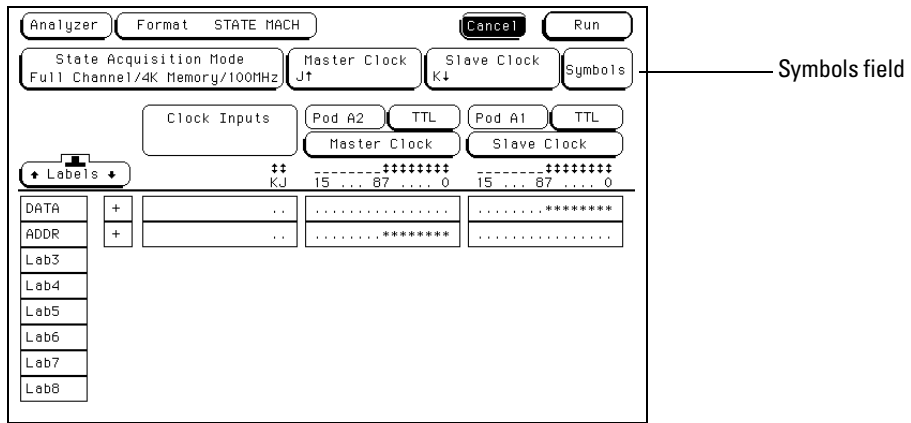 Analyzer Format STATE MACH Cancel Run
State Acquisition Mode
Full Channel/4K Memory/100MHz
Master Clock
J↑
Slave Clock
K↓
Symbols
Symbols field
Clock Inputs
Pod A2 TTL
Master Clock
Pod A1 TTL
Slave Clock
↑ Labels ↓
↕↕ --------↕↕↕↕↕↕↕↕ --------↕↕↕↕↕↕↕↕
KJ 15 ... 87 .... 0 15 ... 87 .... 0
DATA + .. ................ ........********
ADDR + .. ........******** ................
Lab3
Lab4
Lab5
Lab6
Lab7
Lab8